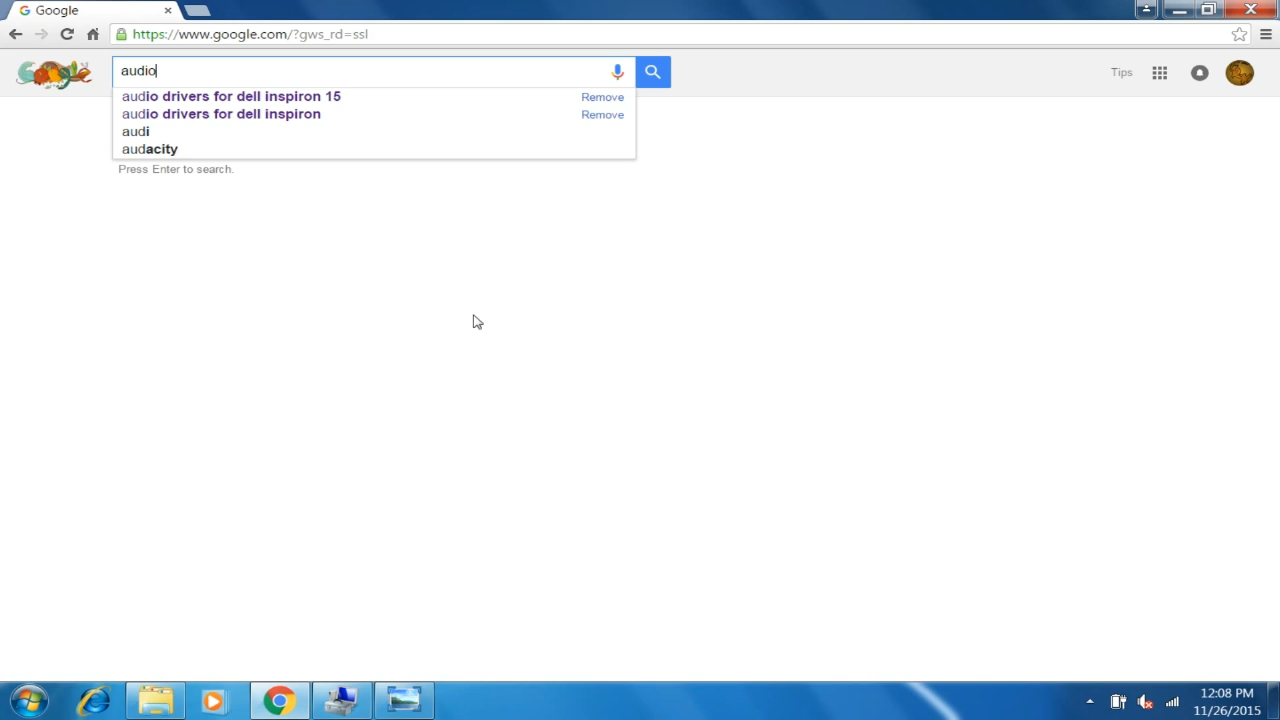 Google
https://www.google.com/?gws_rd=ssl
audio
Tips
audio drivers for dell inspiron 15 Remove
audio drivers for dell inspiron Remove
audi
audacity
Press Enter to search.
12:08 PM
11/26/2015